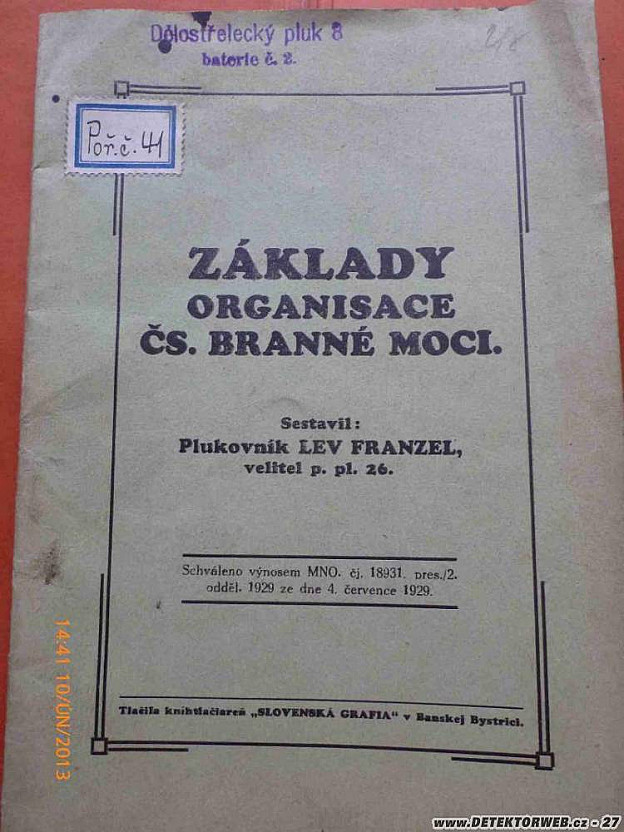 Dělostřelecký pluk 8
baterie č. 2.
218
Poř.č. 41
ZÁKLADY
ORGANISACE
ČS. BRANNÉ MOCI.
Sestavil:
Plukovník LEV FRANZEL,
velitel p. pl. 26.
Schváleno výnosem MNO. čj. 18931. pres./2.
odděl. 1929 ze dne 4. července 1929.
Tlačila knihtlačiareň „SLOVENSKÁ GRAFIA“ v Banskej Bystrici.
14:41 10/ÚN/2013
www.DETEKTORWEB.cz - 27